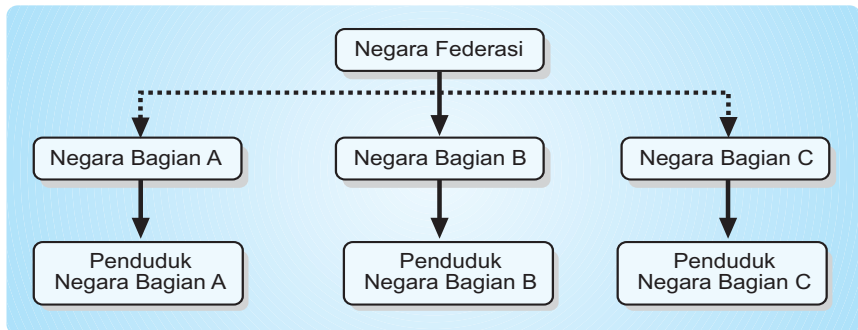 Negara Federasi
Negara Bagian A
Negara Bagian B
Negara Bagian C
Penduduk
Negara Bagian A
Penduduk
Negara Bagian B
Penduduk
Negara Bagian C